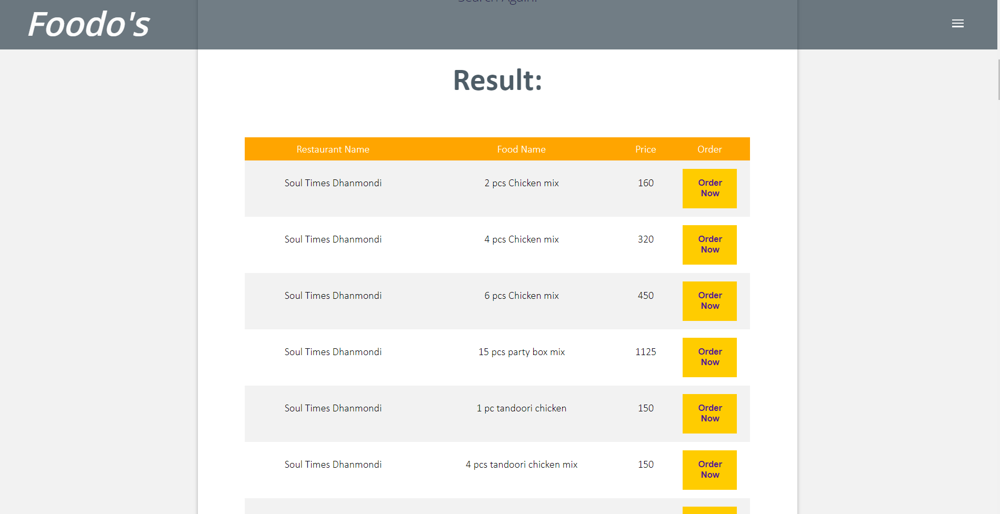 Search Again!
Foodo's
Result:
Restaurant Name Food Name Price Order
Soul Times Dhanmondi 2 pcs Chicken mix 160 Order
Now
Soul Times Dhanmondi 4 pcs Chicken mix 320 Order
Now
Soul Times Dhanmondi 6 pcs Chicken mix 450 Order
Now
Soul Times Dhanmondi 15 pcs party box mix 1125 Order
Now
Soul Times Dhanmondi 1 pc tandoori chicken 150 Order
Now
Soul Times Dhanmondi 4 pcs tandoori chicken mix 150 Order
Now